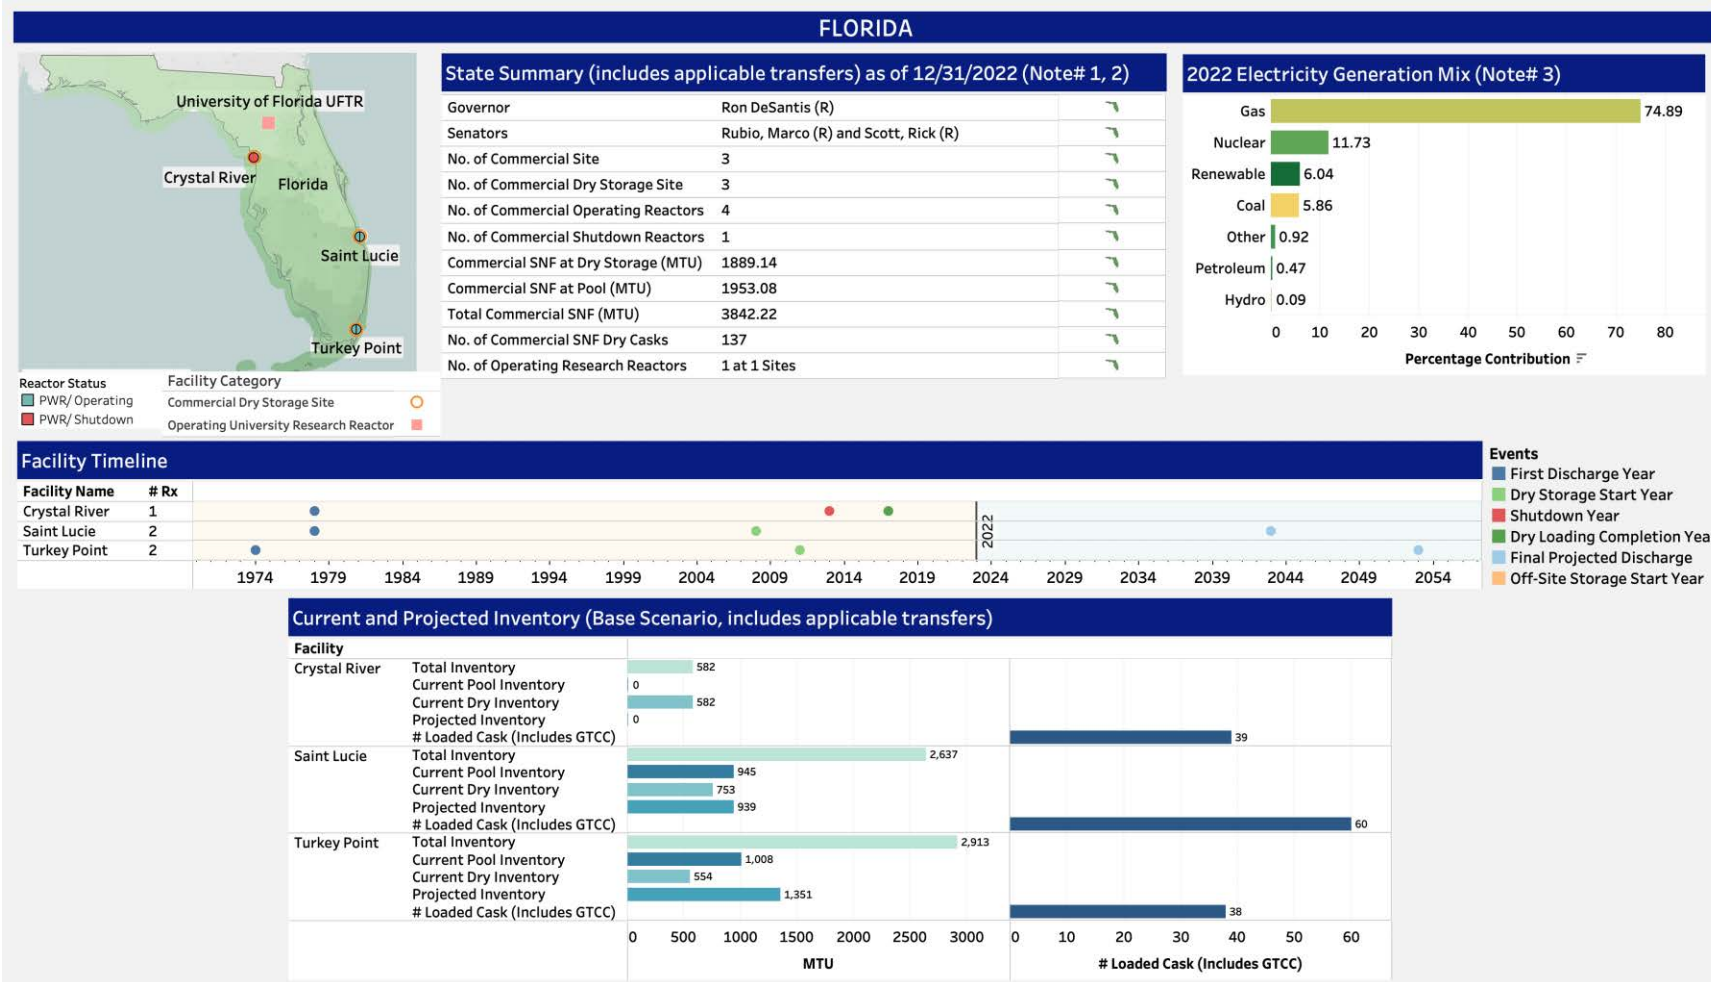 FLORIDA
University of Florida UFTR
Crystal River
Florida
Saint Lucie
Turkey Point
Reactor Status
PWR/ Operating
PWR/ Shutdown
Facility Category
Commercial Dry Storage Site
Operating University Research Reactor
State Summary (includes applicable transfers) as of 12/31/2022 (Note# 1, 2)
Governor Ron DeSantis (R)
Senators Rubio, Marco (R) and Scott, Rick (R)
No. of Commercial Site 3
No. of Commercial Dry Storage Site 3
No. of Commercial Operating Reactors 4
No. of Commercial Shutdown Reactors 1
Commercial SNF at Dry Storage (MTU) 1889.14
Commercial SNF at Pool (MTU) 1953.08
Total Commercial SNF (MTU) 3842.22
No. of Commercial SNF Dry Casks 137
No. of Operating Research Reactors 1 at 1 Sites
2022 Electricity Generation Mix (Note# 3)
Gas 74.89
Nuclear 11.73
Renewable 6.04
Coal 5.86
Other 0.92
Petroleum 0.47
Hydro 0.09
0 10 20 30 40 50 60 70 80
Percentage Contribution
Facility Timeline
Facility Name # Rx
Crystal River 1
Saint Lucie 2
Turkey Point 2
2022
1974 1979 1984 1989 1994 1999 2004 2009 2014 2019 2024 2029 2034 2039 2044 2049 2054
Events
First Discharge Year
Dry Storage Start Year
Shutdown Year
Dry Loading Completion Yea
Final Projected Discharge
Off-Site Storage Start Year
Current and Projected Inventory (Base Scenario, includes applicable transfers)
Facility
Crystal River Total Inventory 582
Current Pool Inventory 0
Current Dry Inventory 582
Projected Inventory 0
# Loaded Cask (Includes GTCC) 39
Saint Lucie Total Inventory 2,637
Current Pool Inventory 945
Current Dry Inventory 753
Projected Inventory 939
# Loaded Cask (Includes GTCC) 60
Turkey Point Total Inventory 2,913
Current Pool Inventory 1,008
Current Dry Inventory 554
Projected Inventory 1,351
# Loaded Cask (Includes GTCC) 38
0 500 1000 1500 2000 2500 3000 0 10 20 30 40 50 60
MTU # Loaded Cask (Includes GTCC)